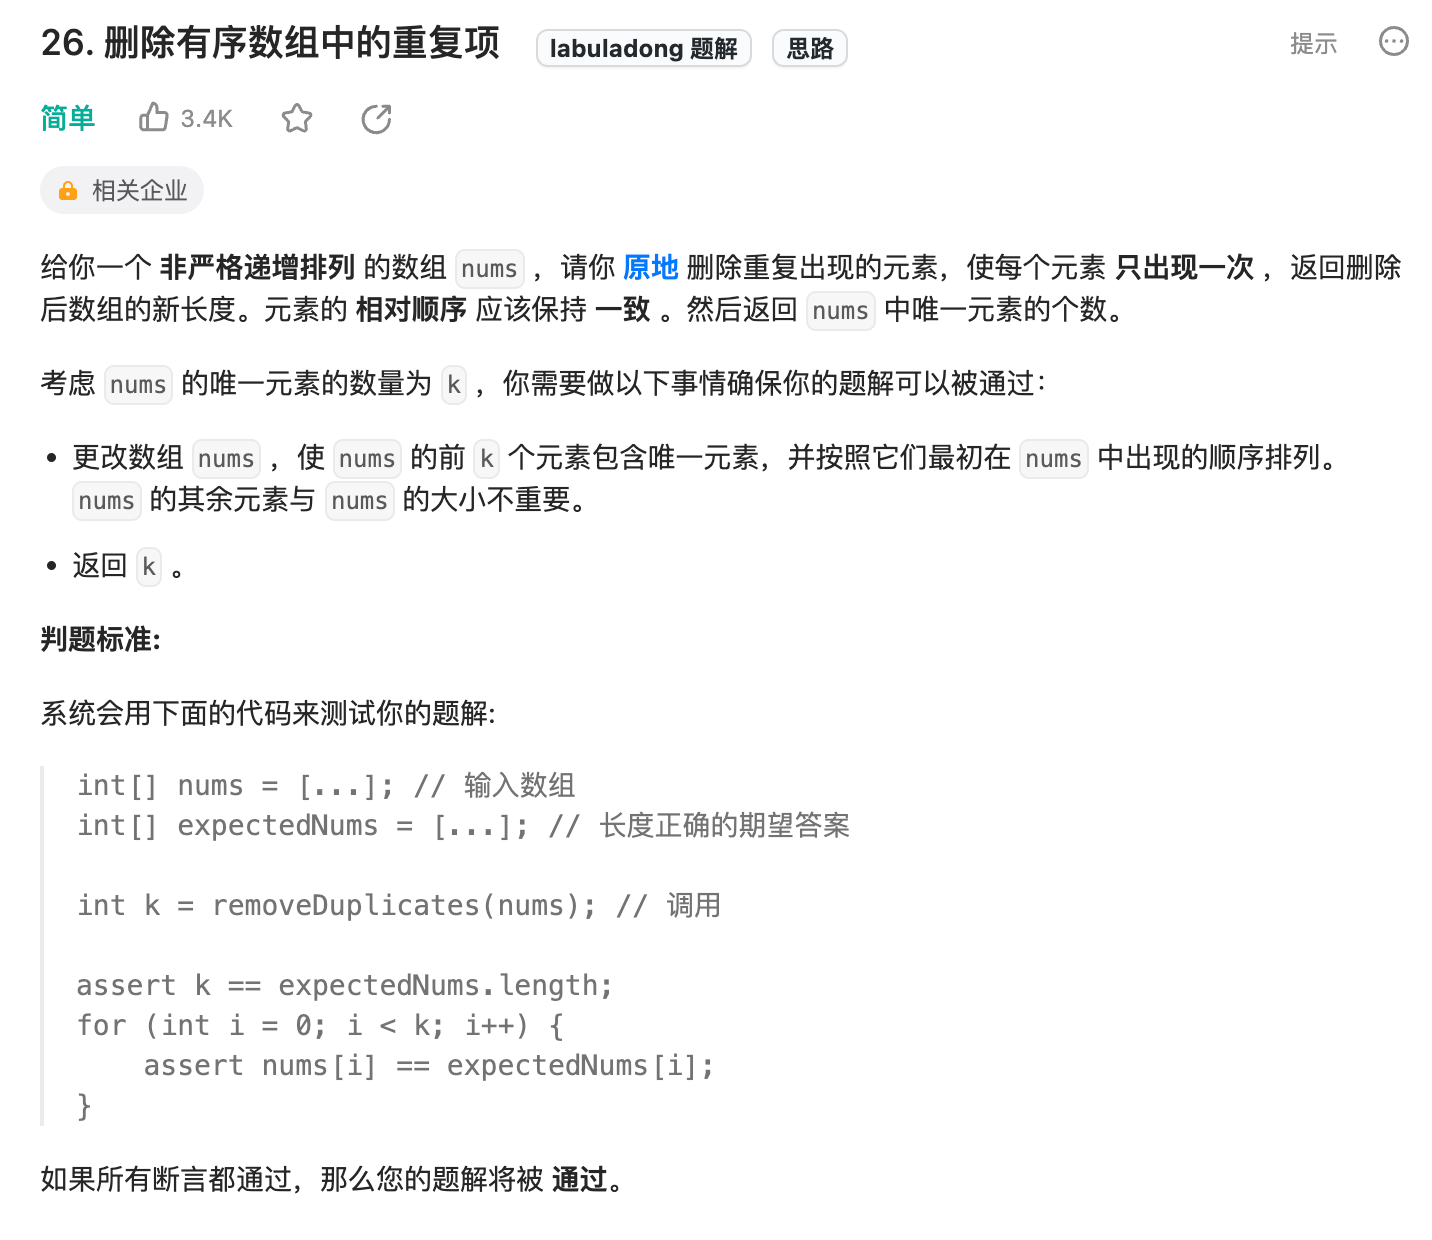 26. 删除有序数组中的重复项 labuladong 题解 思路 提示
简单 3.4K
相关企业
给你一个 非严格递增排列 的数组 nums ，请你 原地 删除重复出现的元素，使每个元素 只出现一次 ，返回删除
后数组的新长度。元素的 相对顺序 应该保持 一致 。然后返回 nums 中唯一元素的个数。
考虑 nums 的唯一元素的数量为 k ，你需要做以下事情确保你的题解可以被通过：
• 更改数组 nums ，使 nums 的前 k 个元素包含唯一元素，并按照它们最初在 nums 中出现的顺序排列。
nums 的其余元素与 nums 的大小不重要。
• 返回 k 。
判题标准:
系统会用下面的代码来测试你的题解:
int[] nums = [...]; // 输入数组
int[] expectedNums = [...]; // 长度正确的期望答案
int k = removeDuplicates(nums); // 调用
assert k == expectedNums.length;
for (int i = 0; i < k; i++) {
    assert nums[i] == expectedNums[i];
}
如果所有断言都通过，那么您的题解将被 通过。